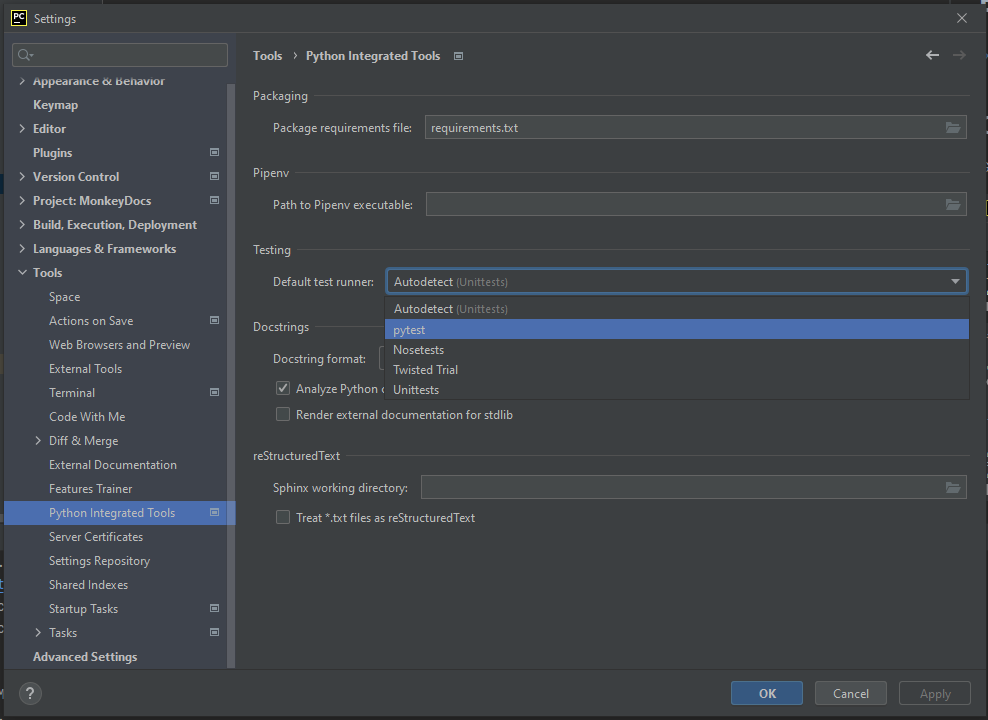 PC Settings
Appearance & Behavior
Keymap
Editor
Plugins
Version Control
Project: MonkeyDocs
Build, Execution, Deployment
Languages & Frameworks
Tools
Space
Actions on Save
Web Browsers and Preview
External Tools
Terminal
Code With Me
Diff & Merge
External Documentation
Features Trainer
Python Integrated Tools
Server Certificates
Settings Repository
Shared Indexes
Startup Tasks
Tasks
Advanced Settings
Tools › Python Integrated Tools
Packaging
Package requirements file: requirements.txt
Pipenv
Path to Pipenv executable:
Testing
Default test runner: Autodetect (Unittests)
Autodetect (Unittests)
pytest
Nosetests
Twisted Trial
Unittests
Docstrings
Docstring format:
Analyze Python
Render external documentation for stdlib
reStructuredText
Sphinx working directory:
Treat *.txt files as reStructuredText
?
OK Cancel Apply